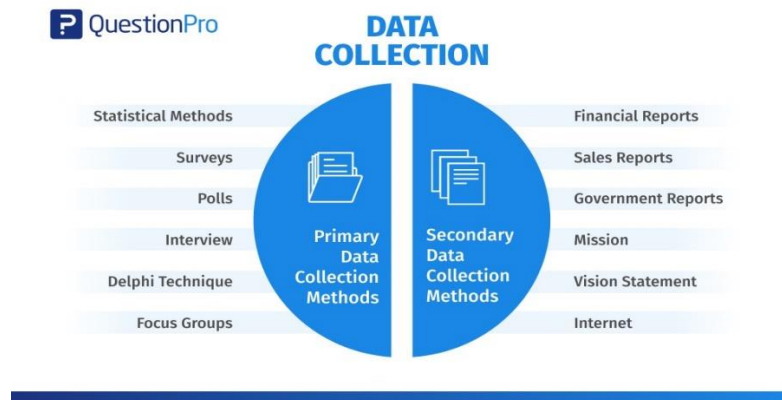 QuestionPro
DATA
COLLECTION
Statistical Methods
Surveys
Polls
Interview
Delphi Technique
Focus Groups
Primary
Data
Collection
Methods
Secondary
Data
Collection
Methods
Financial Reports
Sales Reports
Government Reports
Mission
Vision Statement
Internet